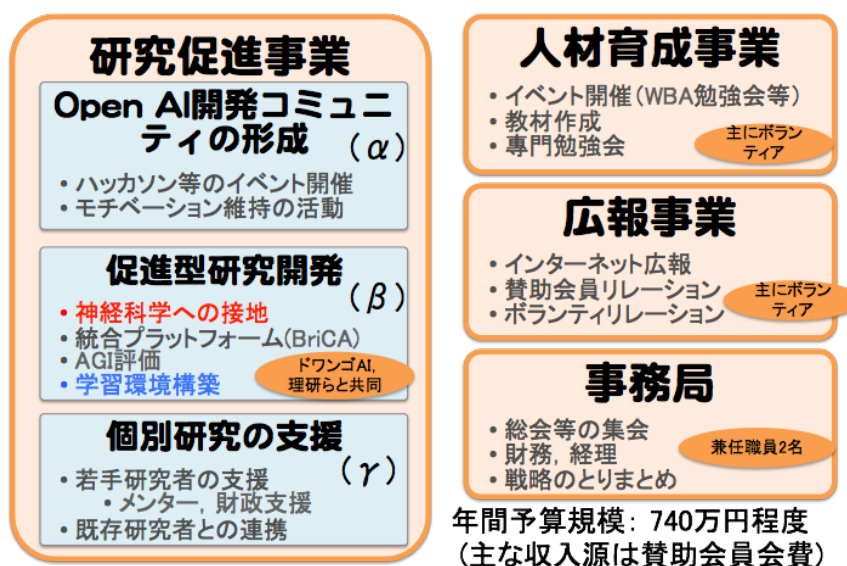 研究促進事業
Open AI開発コミュニ
ティの形成 (α)
・ハッカソン等のイベント開催
・モチベーション維持の活動
促進型研究開発
(β)
・神経科学への接地
・統合プラットフォーム(BriCA)
・AGI評価
・学習環境構築
ドワンゴAI,
理研らと共同
個別研究の支援
(γ)
・若手研究者の支援
・メンター, 財政支援
・既存研究者との連携
人材育成事業
・イベント開催(WBA勉強会等)
・教材作成
・専門勉強会
主にボラン
ティア
広報事業
・インターネット広報
・賛助会員リレーション
・ボランティリレーション
主にボラン
ティア
事務局
・総会等の集会
・財務, 経理
・戦略のとりまとめ
兼任職員2名
年間予算規模: 740万円程度
(主な収入源は賛助会員会費)